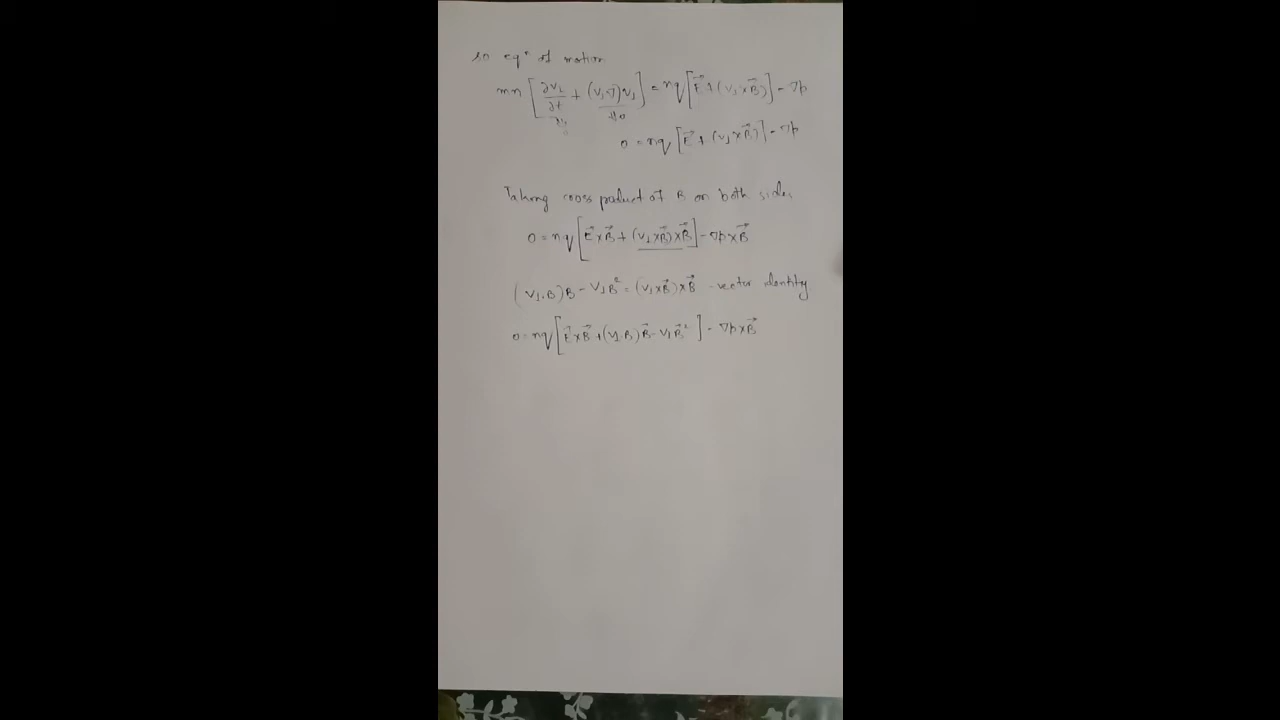 so eqⁿ of motion
mn [ ∂V⊥/∂t + (V⊥∇)V⊥ ] = nq [ E⃗ + (V⊥×B⃗) ] - ∇p
0 = nq [ E⃗ + (V⊥×B⃗) ] - ∇p
Taking cross product of B on both sides
0 = nq [ E⃗×B⃗ + (V⊥×B⃗)×B⃗ ] - ∇p×B⃗
(V⊥.B)B - V⊥B² = (V⊥×B⃗)×B⃗ - vector identity
0 = nq [ E⃗×B⃗ + (V⊥.B)B⃗ - V⊥B⃗² ] - ∇p×B⃗